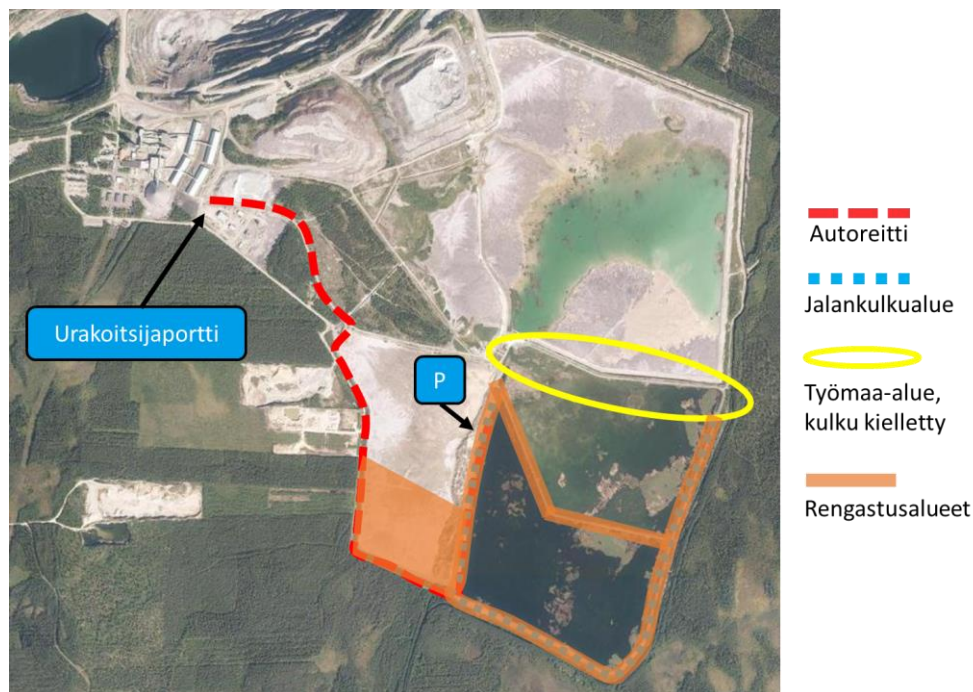 Urakoitsijaportti
P
Autoreitti
Jalankulkualue
Työmaa-alue,
kulku kielletty
Rengastusalueet